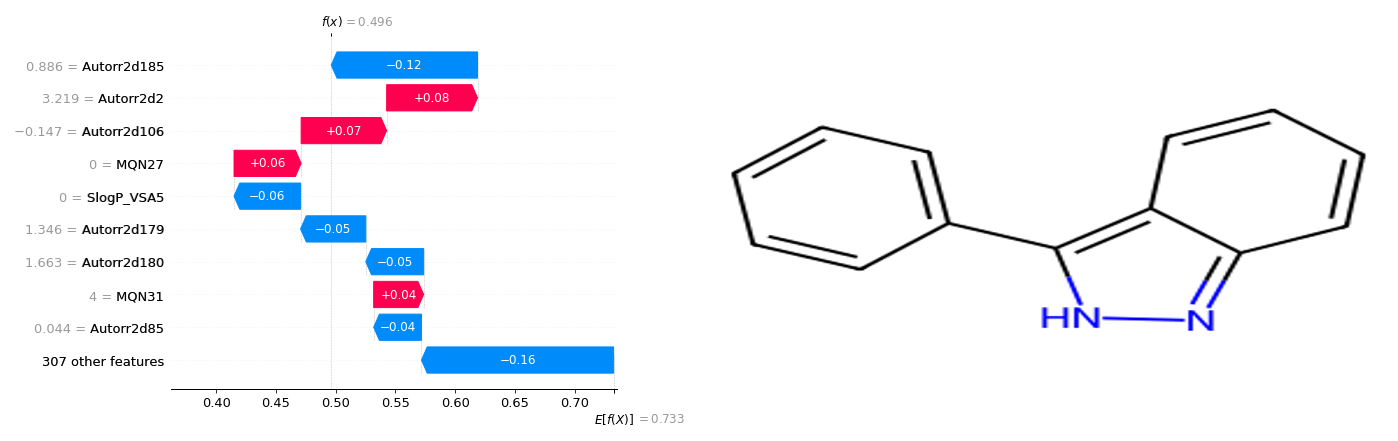 f(x) = 0.496
0.886 = Autorr2d185
−0.12
3.219 = Autorr2d2
+0.08
−0.147 = Autorr2d106
+0.07
0 = MQN27
+0.06
0 = SlogP_VSA5
−0.06
1.346 = Autorr2d179
−0.05
1.663 = Autorr2d180
−0.05
4 = MQN31
+0.04
0.044 = Autorr2d85
−0.04
307 other features
−0.16
0.40 0.45 0.50 0.55 0.60 0.65 0.70
E[f(X)] = 0.733
HN
N